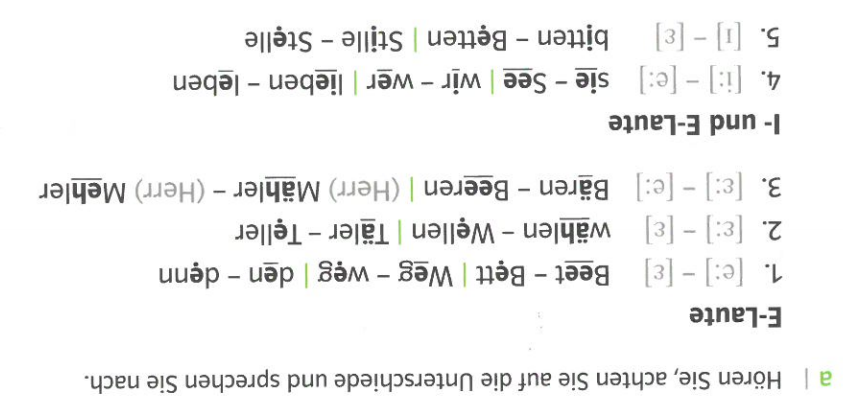 a | Hören Sie, achten Sie auf die Unterschiede und sprechen Sie nach.
E-Laute
1. [eː] – [ɛ] Beet – Bett | Weg – weg | den – denn
2. [ɛː] – [ɛ] wählen – Wellen | Täler – Teller
3. [ɛː] – [eː] Bären – Beeren | (Herr) Mähler – (Herr) Mehler
I- und E-Laute
4. [iː] – [eː] sie – See | wir – wer | lieben – leben
5. [ɪ] – [ɛ] bitten – Betten | Stille – Stelle